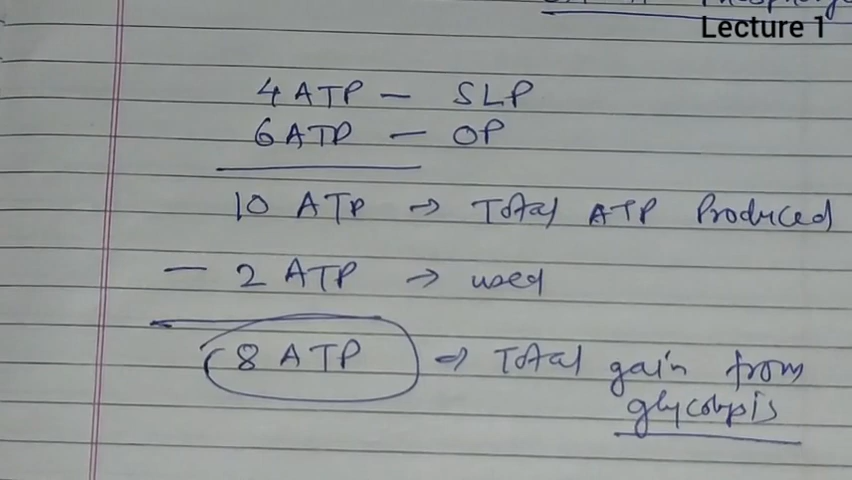 Lecture 1
4 ATP - SLP
6 ATP - OP
10 ATP → Total ATP Produced
- 2 ATP → used
8 ATP ⇒ Total gain from
glycolysis